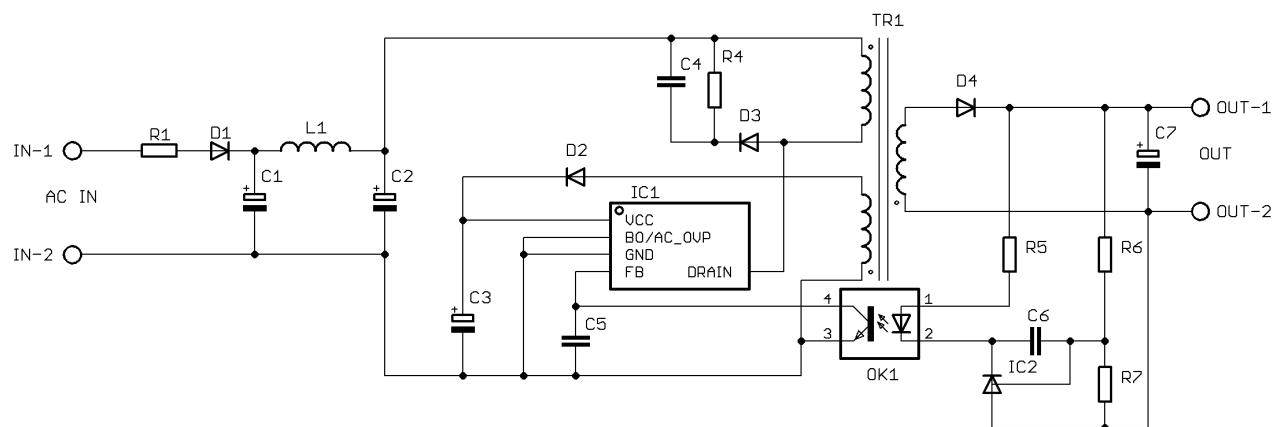 TR1
C4
R4
D3
D4
OUT-1
C7
OUT
OUT-2
IN-1
R1
D1
L1
AC IN
C1
C2
IN-2
D2
IC1
VCC
BO/AC_OVP
GND
FB DRAIN
C3
C5
4
3
1
2
OK1
R5
R6
C6
IC2
R7
+
+
+
+